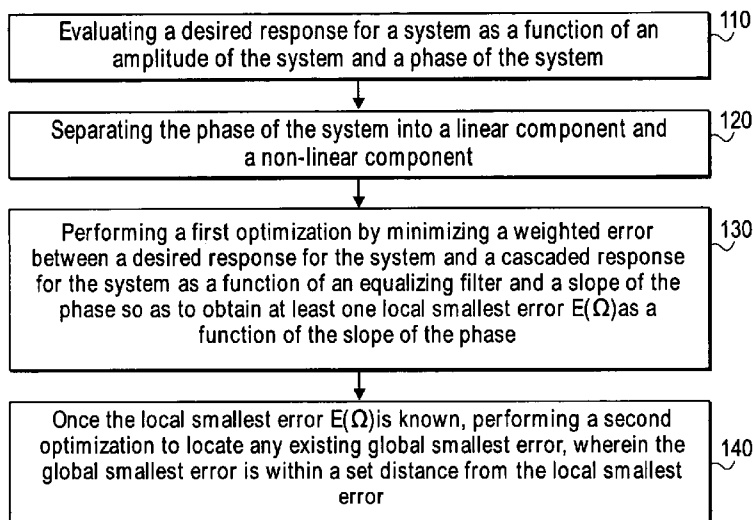 110
Evaluating a desired response for a system as a function of an
amplitude of the system and a phase of the system
120
Separating the phase of the system into a linear component and
a non-linear component
130
Performing a first optimization by minimizing a weighted error
between a desired response for the system and a cascaded response
for the system as a function of an equalizing filter and a slope of the
phase so as to obtain at least one local smallest error E(Ω)as a
function of the slope of the phase
Once the local smallest error E(Ω)is known, performing a second
optimization to locate any existing global smallest error, wherein the
global smallest error is within a set distance from the local smallest
error
140